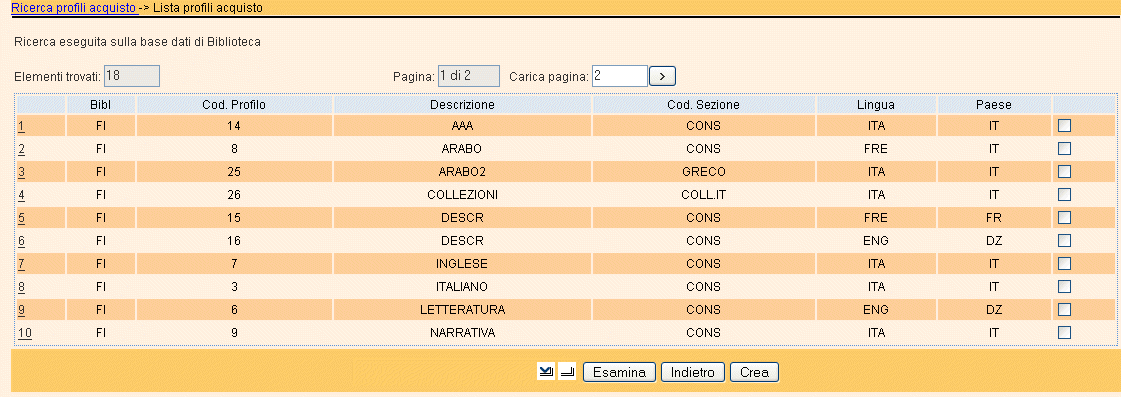 Ricerca profili acquisto -> Lista profili acquisto
Ricerca eseguita sulla base dati di Biblioteca
Elementi trovati: 18 Pagina: 1 di 2 Carica pagina: 2 >
Bibl Cod. Profilo Descrizione Cod. Sezione Lingua Paese
1 FI 14 AAA CONS ITA IT
2 FI 8 ARABO CONS FRE IT
3 FI 25 ARABO2 GRECO ITA IT
4 FI 26 COLLEZIONI COLL.IT ITA IT
5 FI 15 DESCR CONS FRE FR
6 FI 16 DESCR CONS ENG DZ
7 FI 7 INGLESE CONS ITA IT
8 FI 3 ITALIANO CONS ITA IT
9 FI 6 LETTERATURA CONS ENG DZ
10 FI 9 NARRATIVA CONS ITA IT
Esamina Indietro Crea